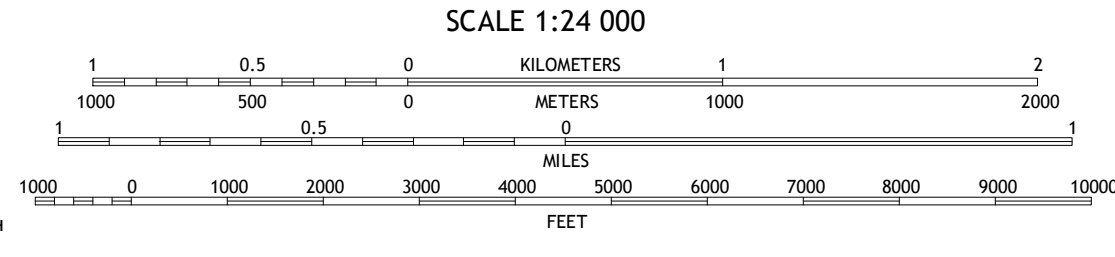 SCALE 1:24 000
1 0.5 0 KILOMETERS 1 2
1000 500 0 METERS 1000 2000
1 0.5 0 1
MILES
1000 0 1000 2000 3000 4000 5000 6000 7000 8000 9000 10000
FEET
H